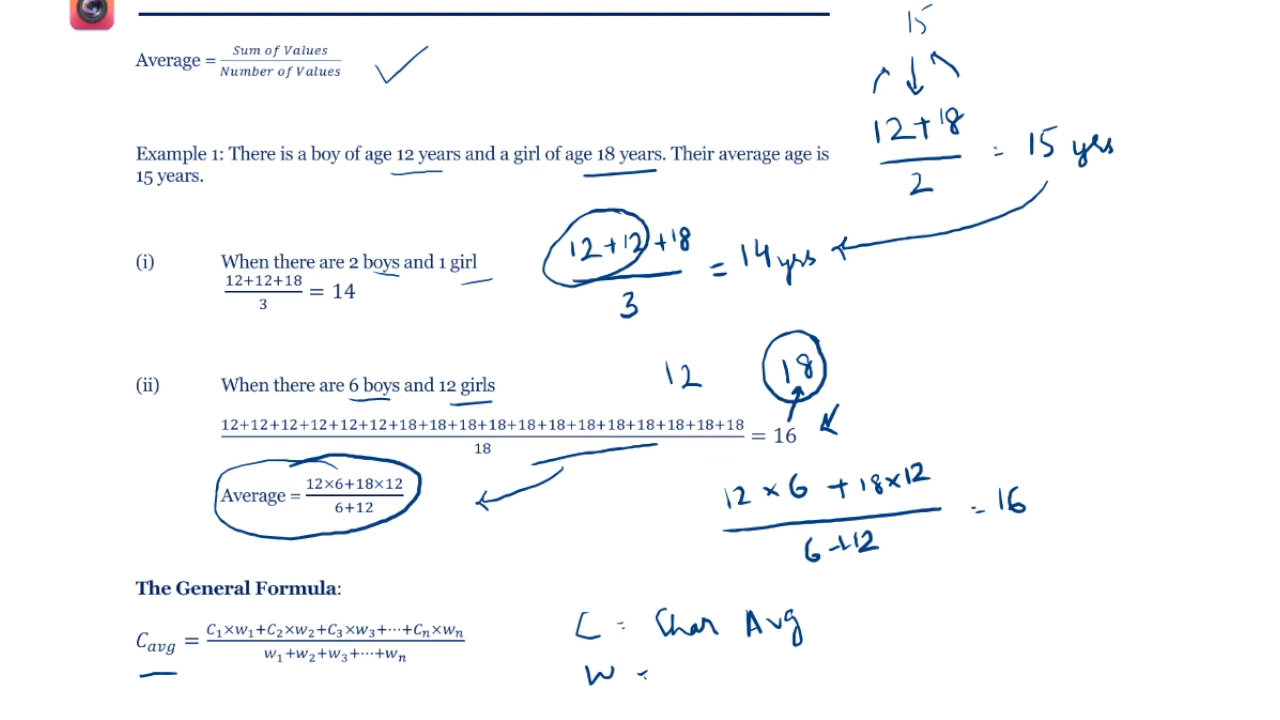 15
Average = Sum of Values / Number of Values
12+18 / 2 = 15 yrs
Example 1: There is a boy of age 12 years and a girl of age 18 years. Their average age is
15 years.
(i) When there are 2 boys and 1 girl
12+12+18 / 3 = 14
12+12+18 / 3 = 14 yrs
12 18
(ii) When there are 6 boys and 12 girls
12+12+12+12+12+12+18+18+18+18+18+18+18+18+18+18+18+18 / 18 = 16
Average = 12×6+18×12 / 6+12
12 × 6 + 18×12 / 6+12 = 16
The General Formula:
Cavg = C1×w1+C2×w2+C3×w3+⋯+Cn×wn / w1+w2+w3+⋯+wn
C = Char Avg
W =